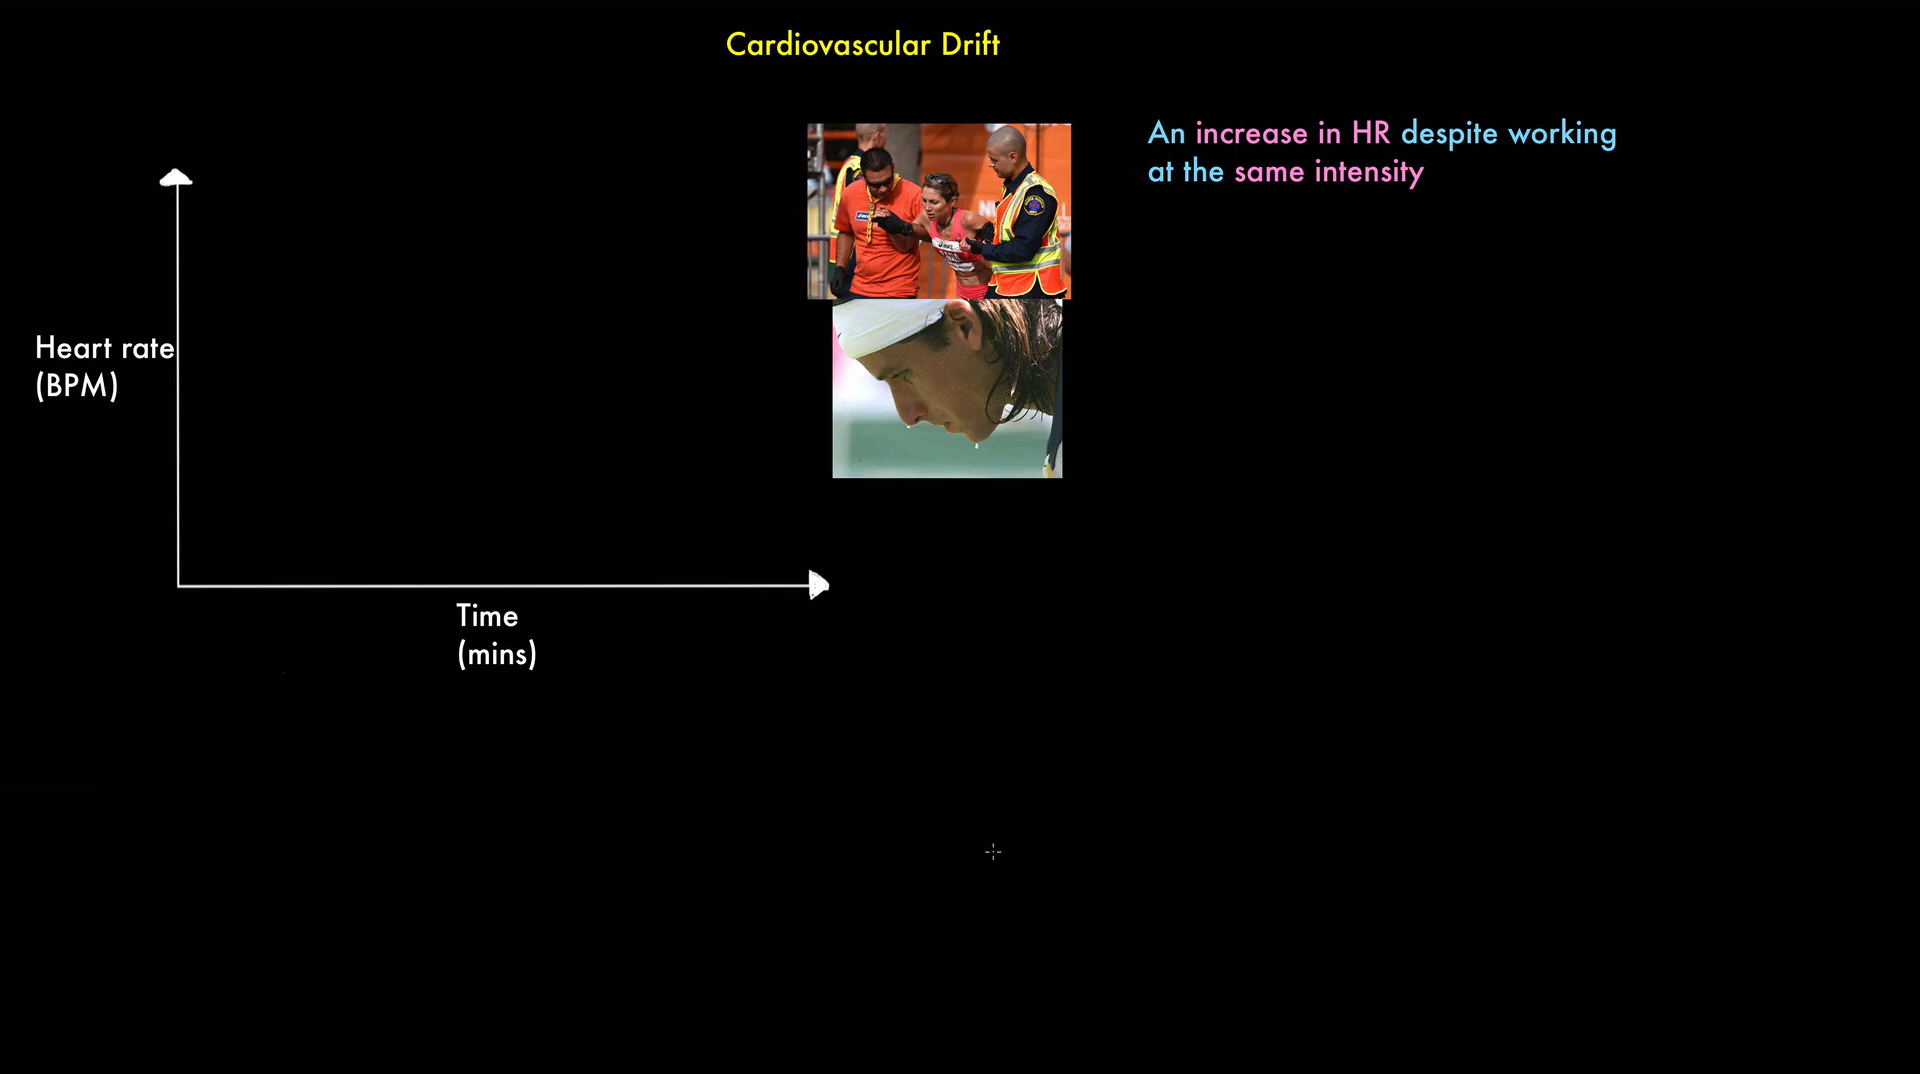 Cardiovascular Drift
An increase in HR despite working
at the same intensity
Heart rate
(BPM)
Time
(mins)